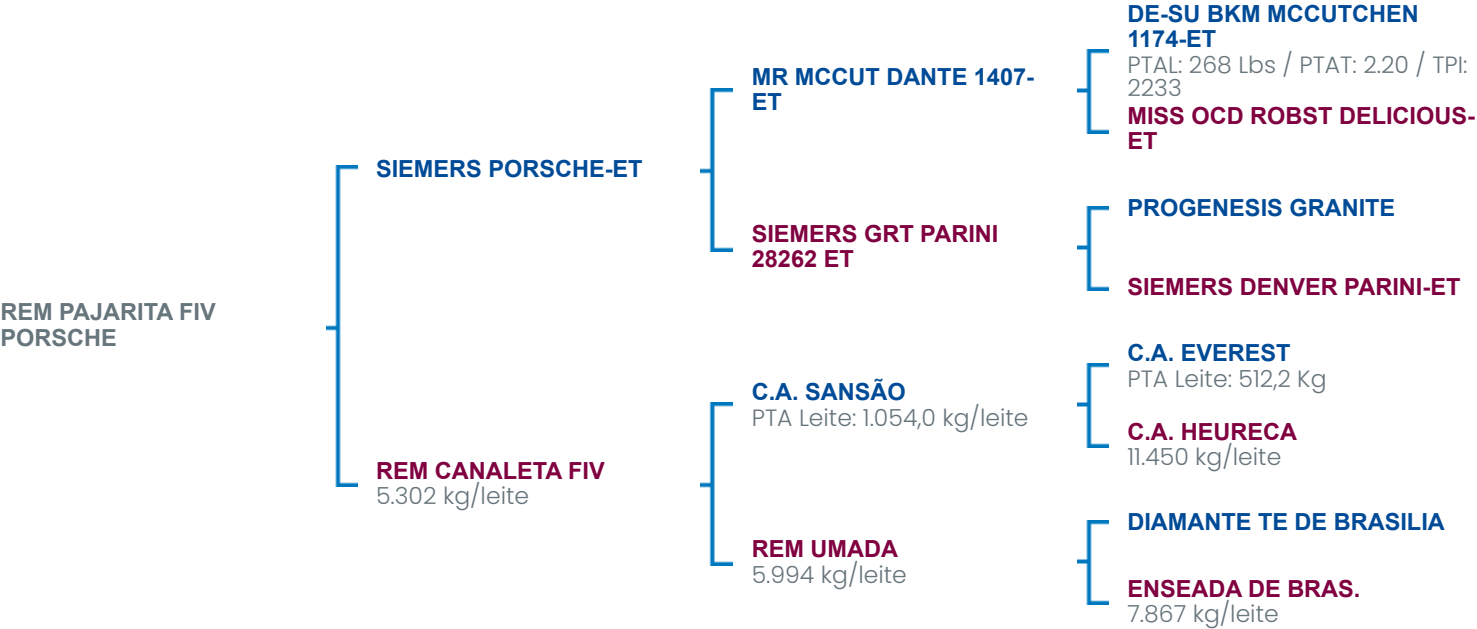 REM PAJARITA FIV
PORSCHE
SIEMERS PORSCHE-ET
REM CANALETA FIV
5.302 kg/leite
MR MCCUT DANTE 1407-
ET
SIEMERS GRT PARINI
28262 ET
C.A. SANSÃO
PTA Leite: 1.054,0 kg/leite
REM UMADA
5.994 kg/leite
DE-SU BKM MCCUTCHEN
1174-ET
PTAL: 268 Lbs / PTAT: 2.20 / TPI:
2233
MISS OCD ROBST DELICIOUS-
ET
PROGENESIS GRANITE
SIEMERS DENVER PARINI-ET
C.A. EVEREST
PTA Leite: 512,2 Kg
C.A. HEURECA
11.450 kg/leite
DIAMANTE TE DE BRASILIA
ENSEADA DE BRAS.
7.867 kg/leite